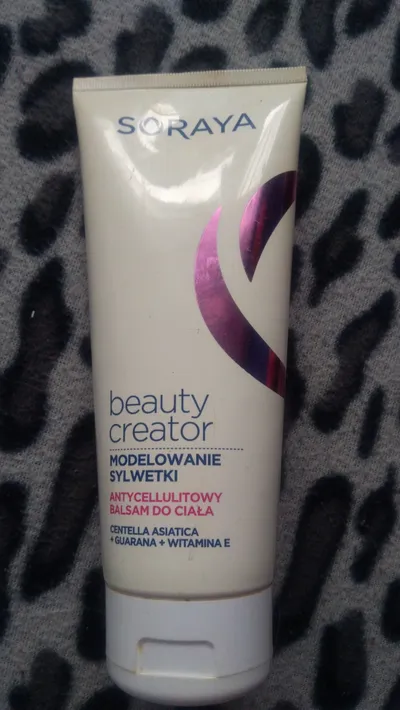 SORAYA
beauty
creator
MODELOWANIE
SYLWETKI
ANTYCELLULITOWY
BALSAM DO CIAŁA
CENTELLA ASIATICA
+ GUARANA + WITAMINA E